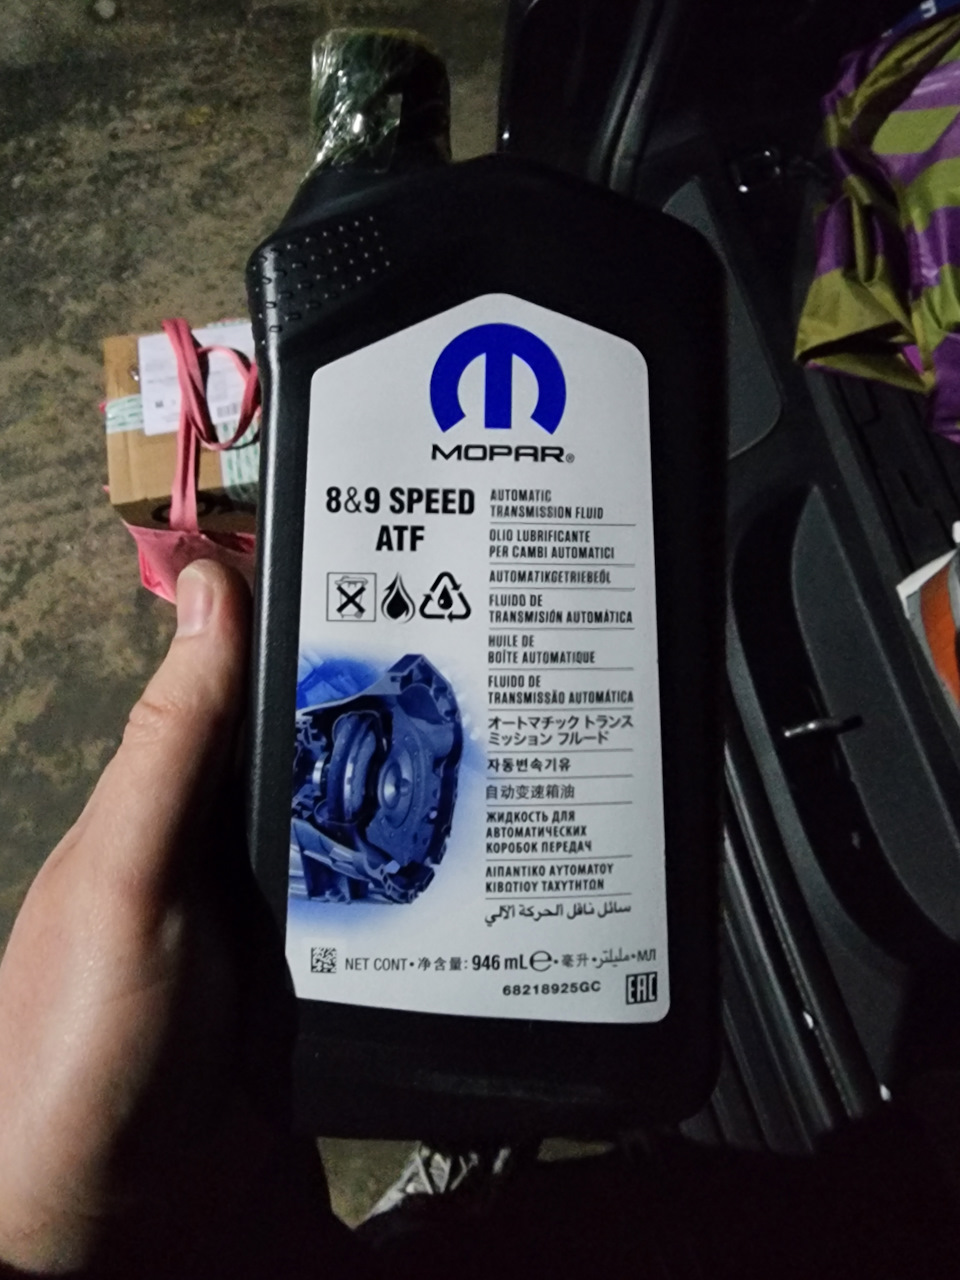 MOPAR®
8&9 SPEED
ATF
AUTOMATIC
TRANSMISSION FLUID
OLIO LUBRIFICANTE
PER CAMBI AUTOMATICI
AUTOMATIKGETRIEBEÖL
FLUIDO DE
TRANSMISIÓN AUTOMÁTICA
HUILE DE
BOÎTE AUTOMATIQUE
FLUIDO DE
TRANSMISSÃO AUTOMÁTICA
オートマチック トランス
ミッション フルード
자동변속기유
自动变速箱油
ЖИДКОСТЬ ДЛЯ
АВТОМАТИЧЕСКИХ
КОРОБОК ПЕРЕДАЧ
ΛΙΠΑΝΤΙΚΟ ΑΥΤΟΜΑΤΟΥ
ΚΙΒΩΤΙΟΥ ΤΑΧΥΤΗΤΩΝ
سائل ناقل الحركة الآلي
NET CONT • 净含量: 946 mL℮ • 毫升 • مليلتر • МЛ
68218925GC
EAC